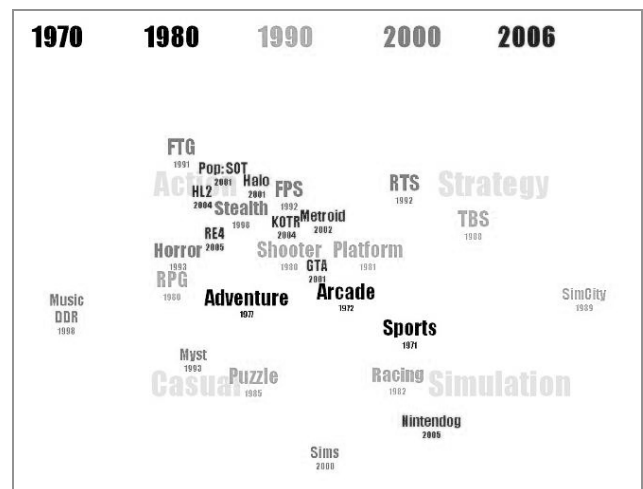 1970 1980 1990 2000 2006
FTG
1991
Pop: SOT
2001
Action
HL2
2004
Halo
2001
FPS
1992
RTS
1992
Strategy
Stealth
1998
KOTR
2004
Metroid
2002
TBS
1988
RE4
2005
Horror
1993
Shooter
1980
Platform
1981
GTA
2001
RPG
1980
Adventure
1977
Arcade
1972
Music
DDR
1998
SimCity
1989
Sports
1971
Myst
1993
Casual
Puzzle
1985
Racing
1982
Simulation
Nintendog
2005
Sims
2000